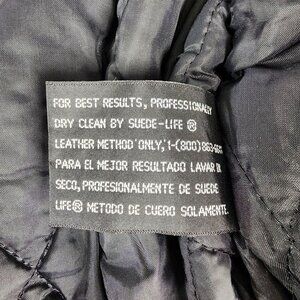 FOR BEST RESULTS, PROFESSIONALLY
DRY CLEAN BY SUEDE-LIFE ®
LEATHER METHOD ONLY, 1-(800)
PARA EL MEJOR RESULTADO LAVAR EN
SECO, PROFESIONALMENTE DE SUEDE
LIFE® METODO DE CUERO SOLAMENTE.